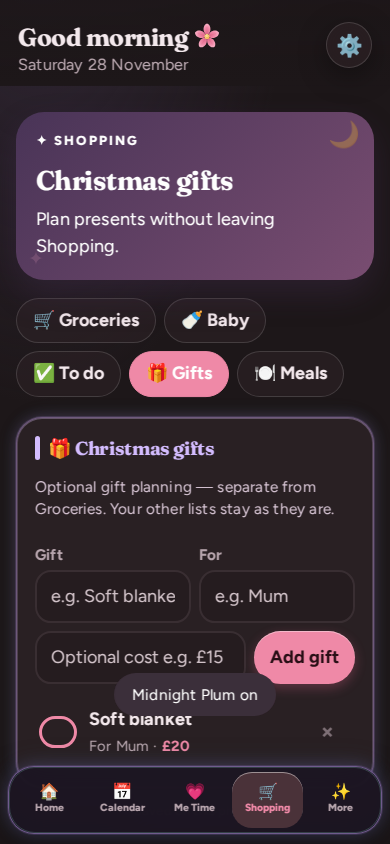 Good morning 🌸
Saturday 28 November
✦ SHOPPING
Christmas gifts
Plan presents without leaving
Shopping.
🛒 Groceries
🍼 Baby
✅ To do
🎁 Gifts
🍽️ Meals
🎁 Christmas gifts
Optional gift planning — separate from
Groceries. Your other lists stay as they are.
Gift
For
e.g. Soft blanke
e.g. Mum
Optional cost e.g. £15
Add gift
Midnight Plum on
Soft blanket
For Mum · £20
×
Home
Calendar
Me Time
Shopping
More